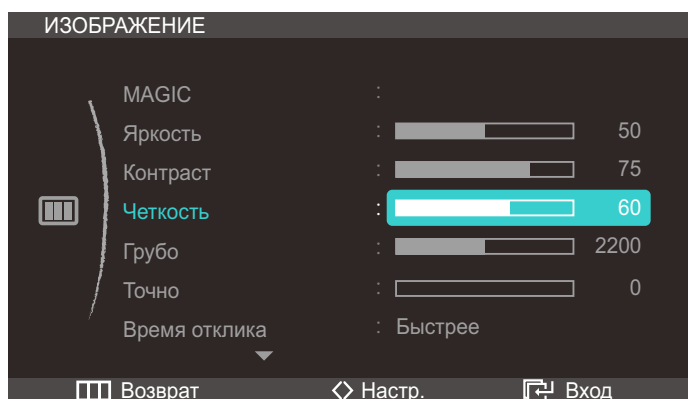 ИЗОБРАЖЕНИЕ
MAGIC :
Яркость : 50
Контраст : 75
Четкость : 60
Грубо : 2200
Точно : 0
Время отклика : Быстрее
Возврат Настр. Вход